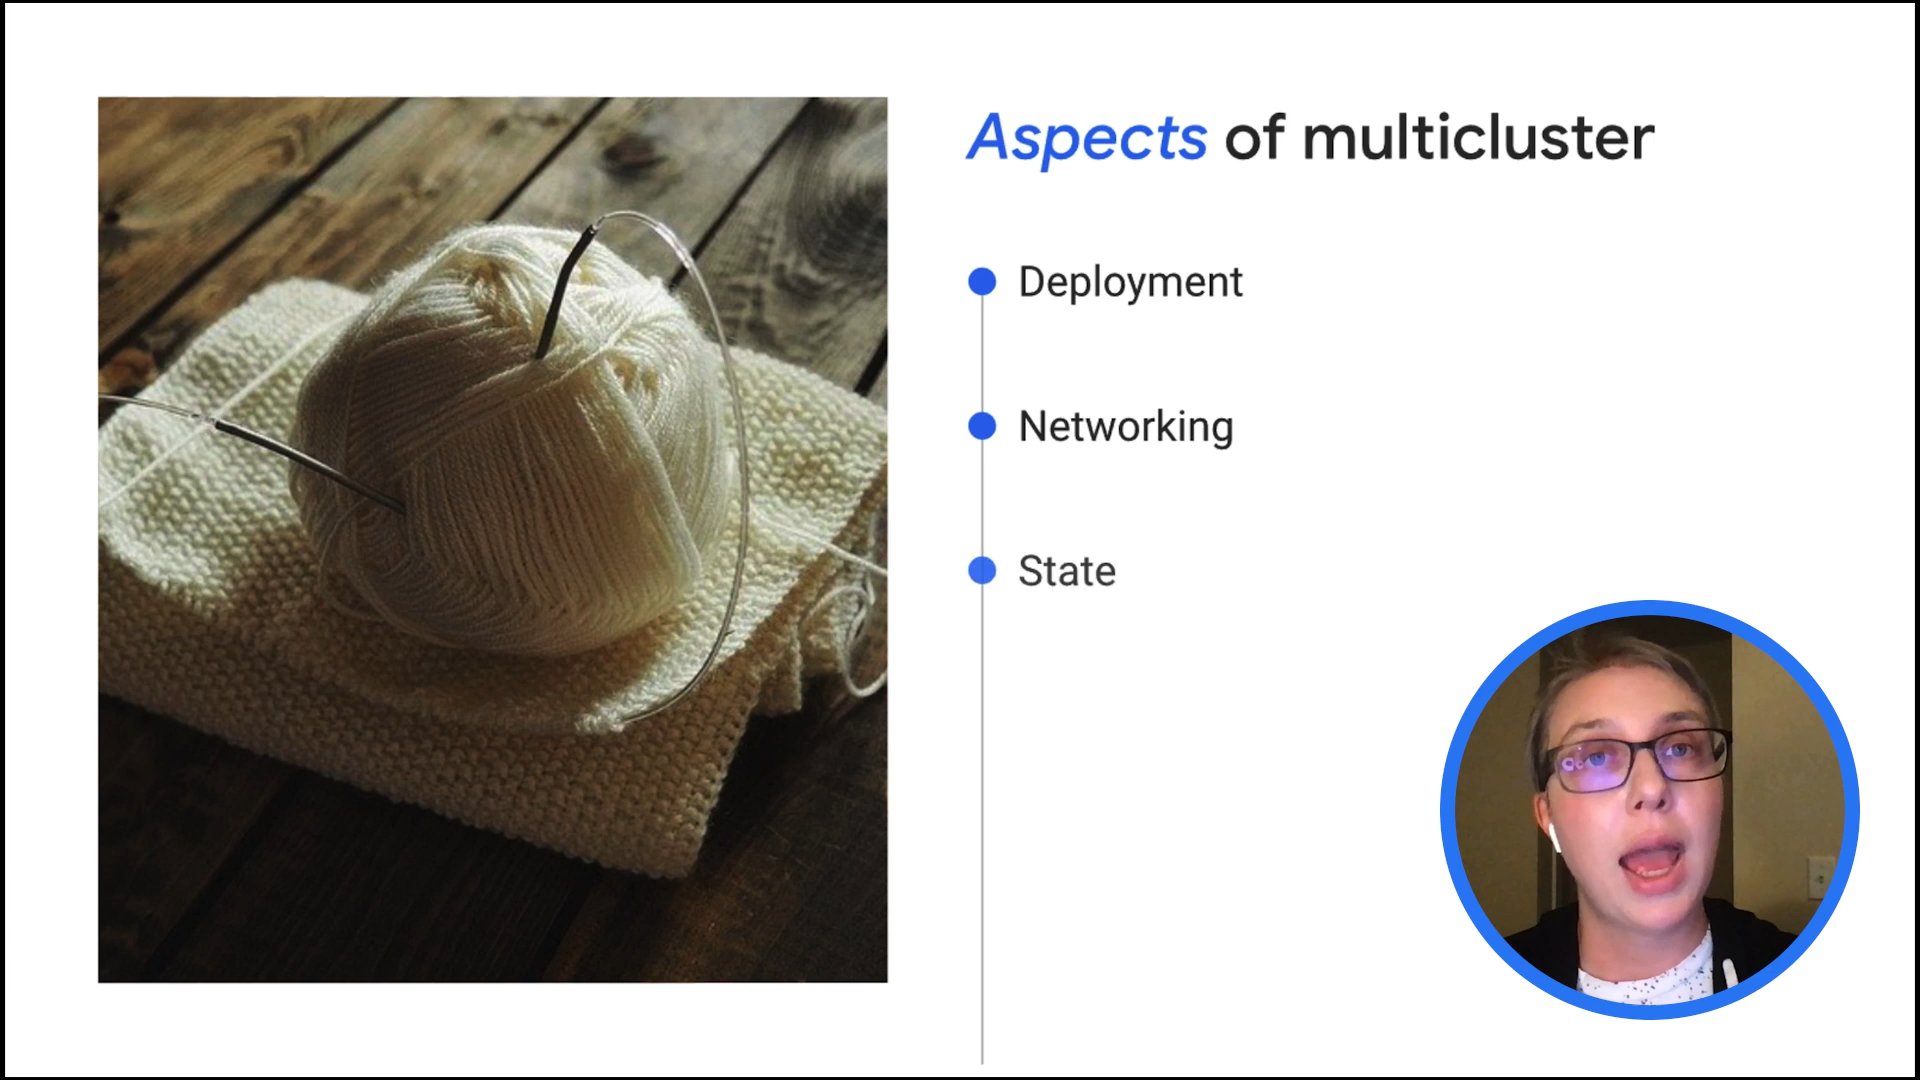 Aspects of multicluster
Deployment
Networking
State